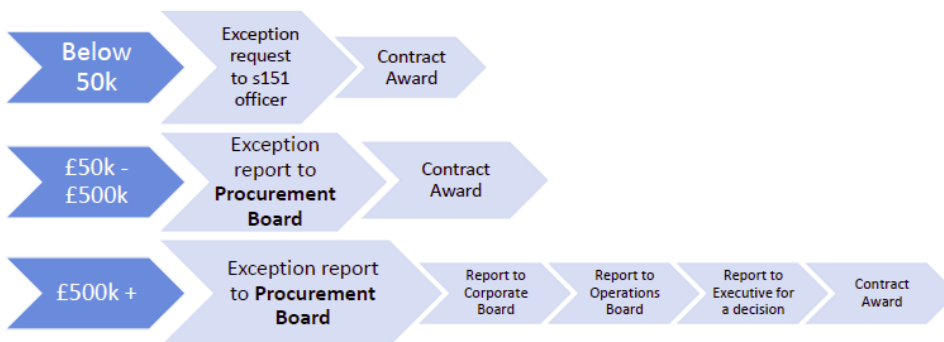 Below
50k
Exception
request
to s151
officer
Contract
Award
£50k -
£500k
Exception
report to
Procurement
Board
Contract
Award
£500k +
Exception report
to Procurement
Board
Report to
Corporate
Board
Report to
Operations
Board
Report to
Executive for
a decision
Contract
Award